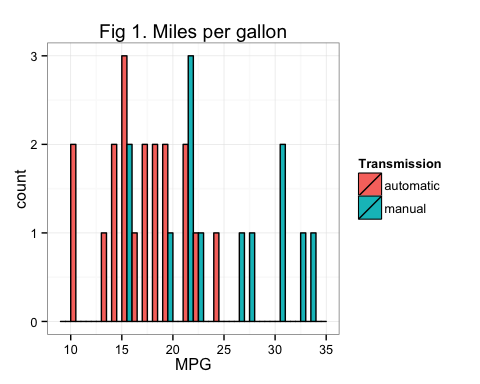 Fig 1. Miles per gallon
3
2
1
0
count
10 15 20 25 30 35
MPG
Transmission
automatic
manual